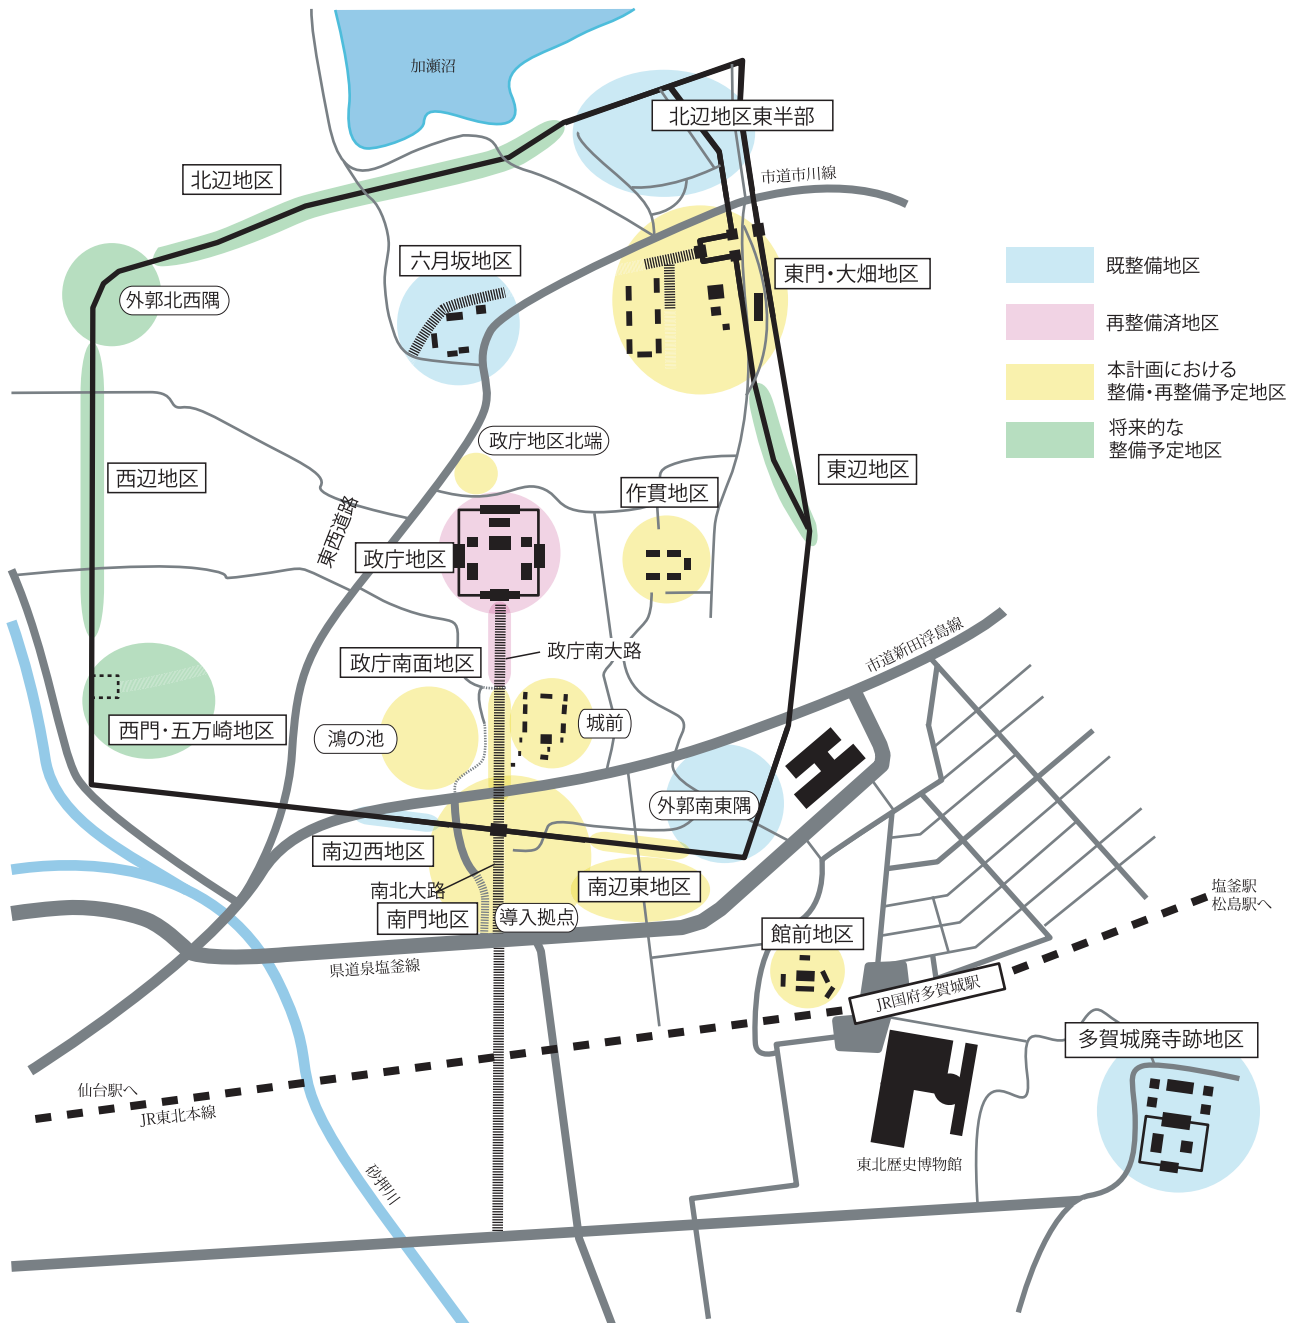 加瀬沼
北辺地区東半部
市道市川線
北辺地区
六月坂地区
東門・大畑地区
外郭北西隅
既整備地区
再整備済地区
本計画における
整備・再整備予定地区
将来的な
整備予定地区
政庁地区北端
西辺地区
作貫地区
東辺地区
東西道路
政庁地区
政庁南大路
政庁南面地区
市道新田浮島線
西門・五万崎地区
鴻の池
城前
外郭南東隅
南辺西地区
南北大路
南辺東地区
南門地区
導入拠点
館前地区
塩釜駅
松島駅へ
県道泉塩釜線
JR国府多賀城駅
多賀城廃寺跡地区
仙台駅へ
JR東北本線
東北歴史博物館
砂押川